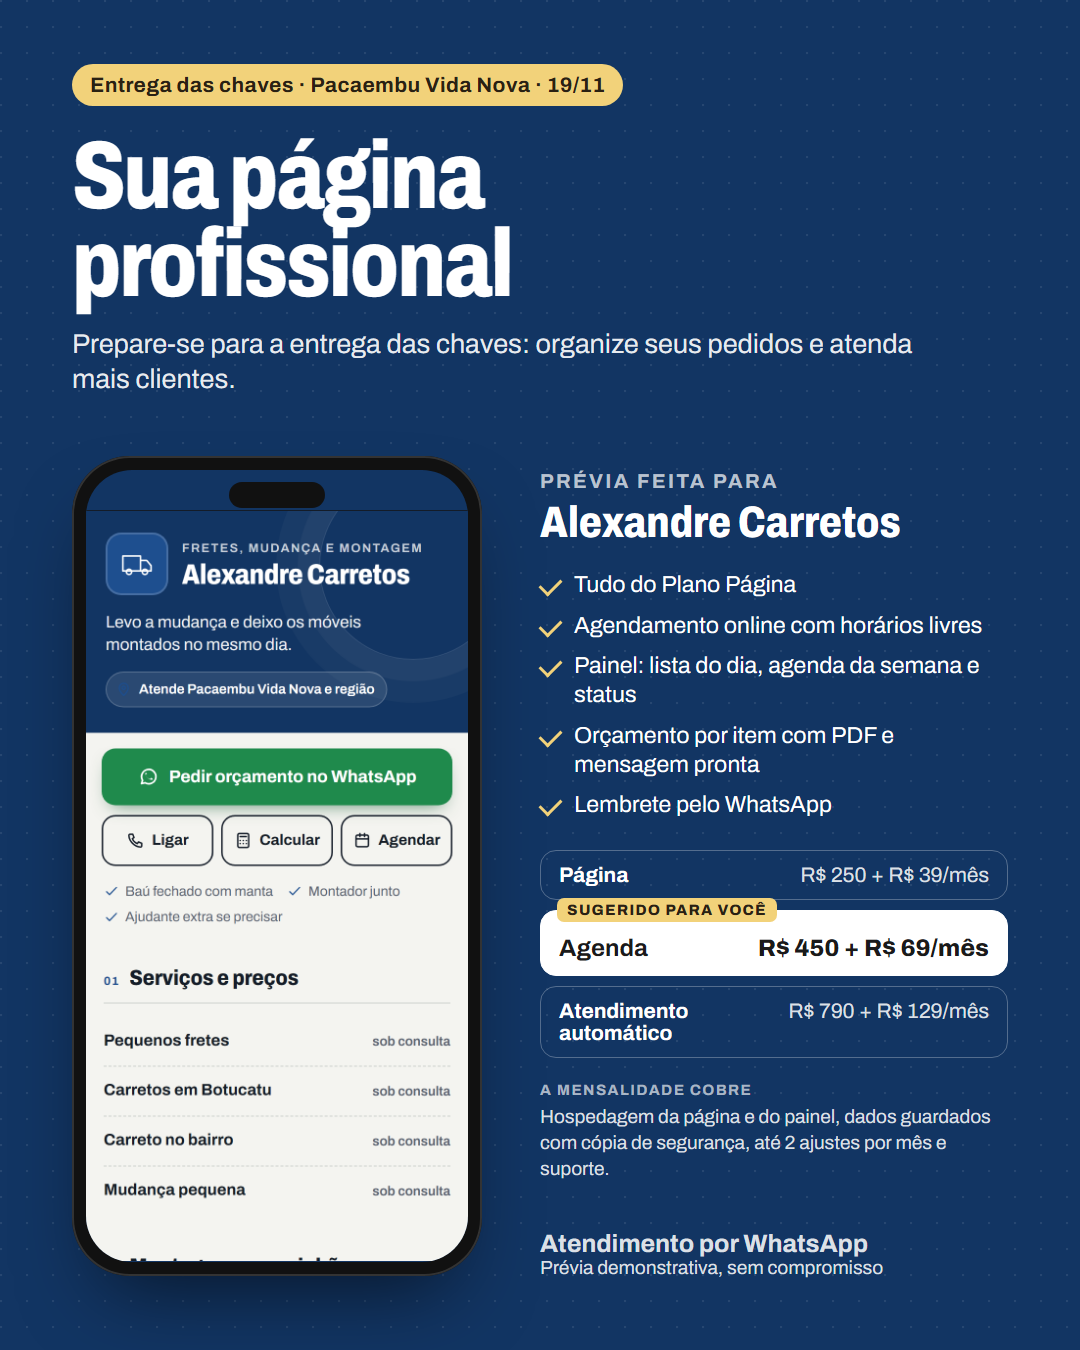 Entrega das chaves · Pacaembu Vida Nova · 19/11
Sua página
profissional
Prepare-se para a entrega das chaves: organize seus pedidos e atenda
mais clientes.
FRETES, MUDANÇA E MONTAGEM
Alexandre Carretos
Levo a mudança e deixo os móveis
montados no mesmo dia.
Atende Pacaembu Vida Nova e região
Pedir orçamento no WhatsApp
Ligar
Calcular
Agendar
Baú fechado com manta
Montador junto
Ajudante extra se precisar
01 Serviços e preços
Pequenos fretes sob consulta
Carretos em Botucatu sob consulta
Carreto no bairro sob consulta
Mudança pequena sob consulta
PRÉVIA FEITA PARA
Alexandre Carretos
Tudo do Plano Página
Agendamento online com horários livres
Painel: lista do dia, agenda da semana e
status
Orçamento por item com PDF e
mensagem pronta
Lembrete pelo WhatsApp
Página R$ 250 + R$ 39/mês
SUGERIDO PARA VOCÊ
Agenda R$ 450 + R$ 69/mês
Atendimento R$ 790 + R$ 129/mês
automático
A MENSALIDADE COBRE
Hospedagem da página e do painel, dados guardados
com cópia de segurança, até 2 ajustes por mês e
suporte.
Atendimento por WhatsApp
Prévia demonstrativa, sem compromisso